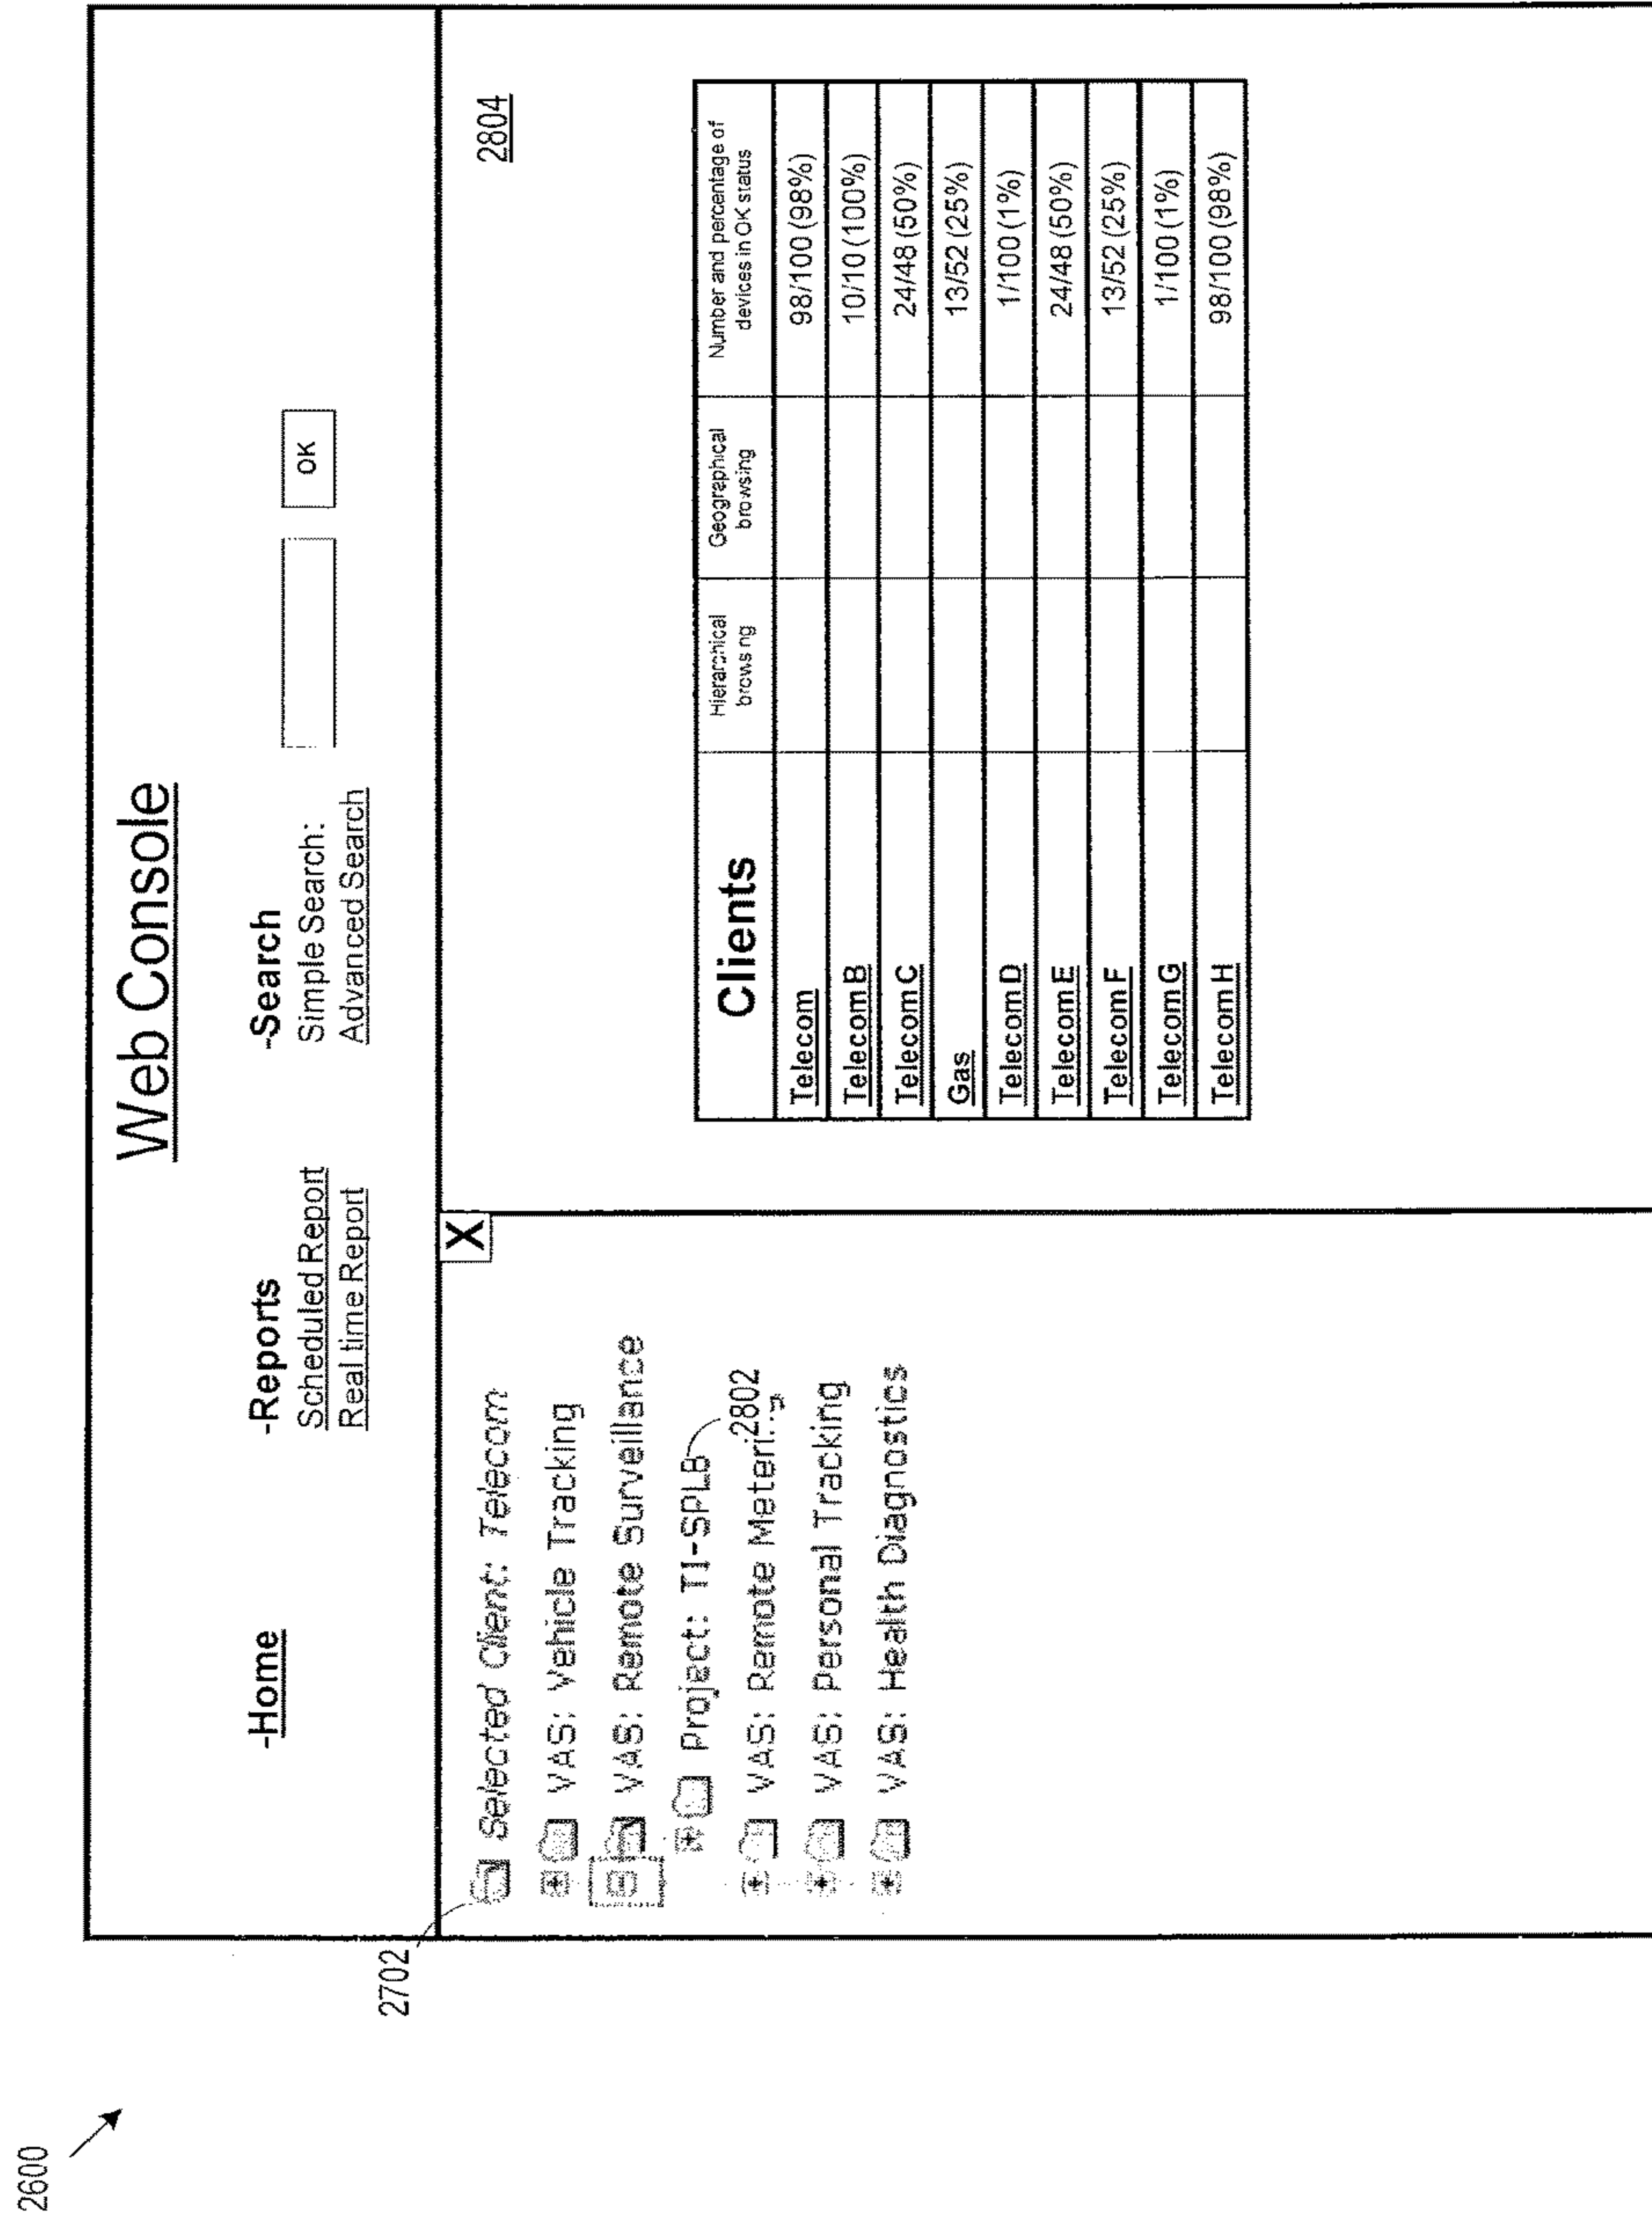 2600
Web Console
-Home
-Reports
Scheduled Report
Real time Report
-Search
Simple Search:
Advanced Search
OK
2702
X
2804
Selected Client: Telecom
VAS: Vehicle Tracking
VAS: Remote Surveillance
Project: TI-SPLB
2802
VAS: Remote
VAS: Personal Tracking
VAS: Health Diagnostics
Clients
Hierarchical
browsing
Geographical
browsing
Number and percentage of
devices in OK status
Telecom 98/100 (98%)
Telecom B 10/10 (100%)
Telecom C 24/48 (50%)
Gas 13/52 (25%)
Telecom D 1/100 (1%)
Telecom E 24/48 (50%)
Telecom F 13/52 (25%)
Telecom G 1/100 (1%)
Telecom H 98/100 (98%)